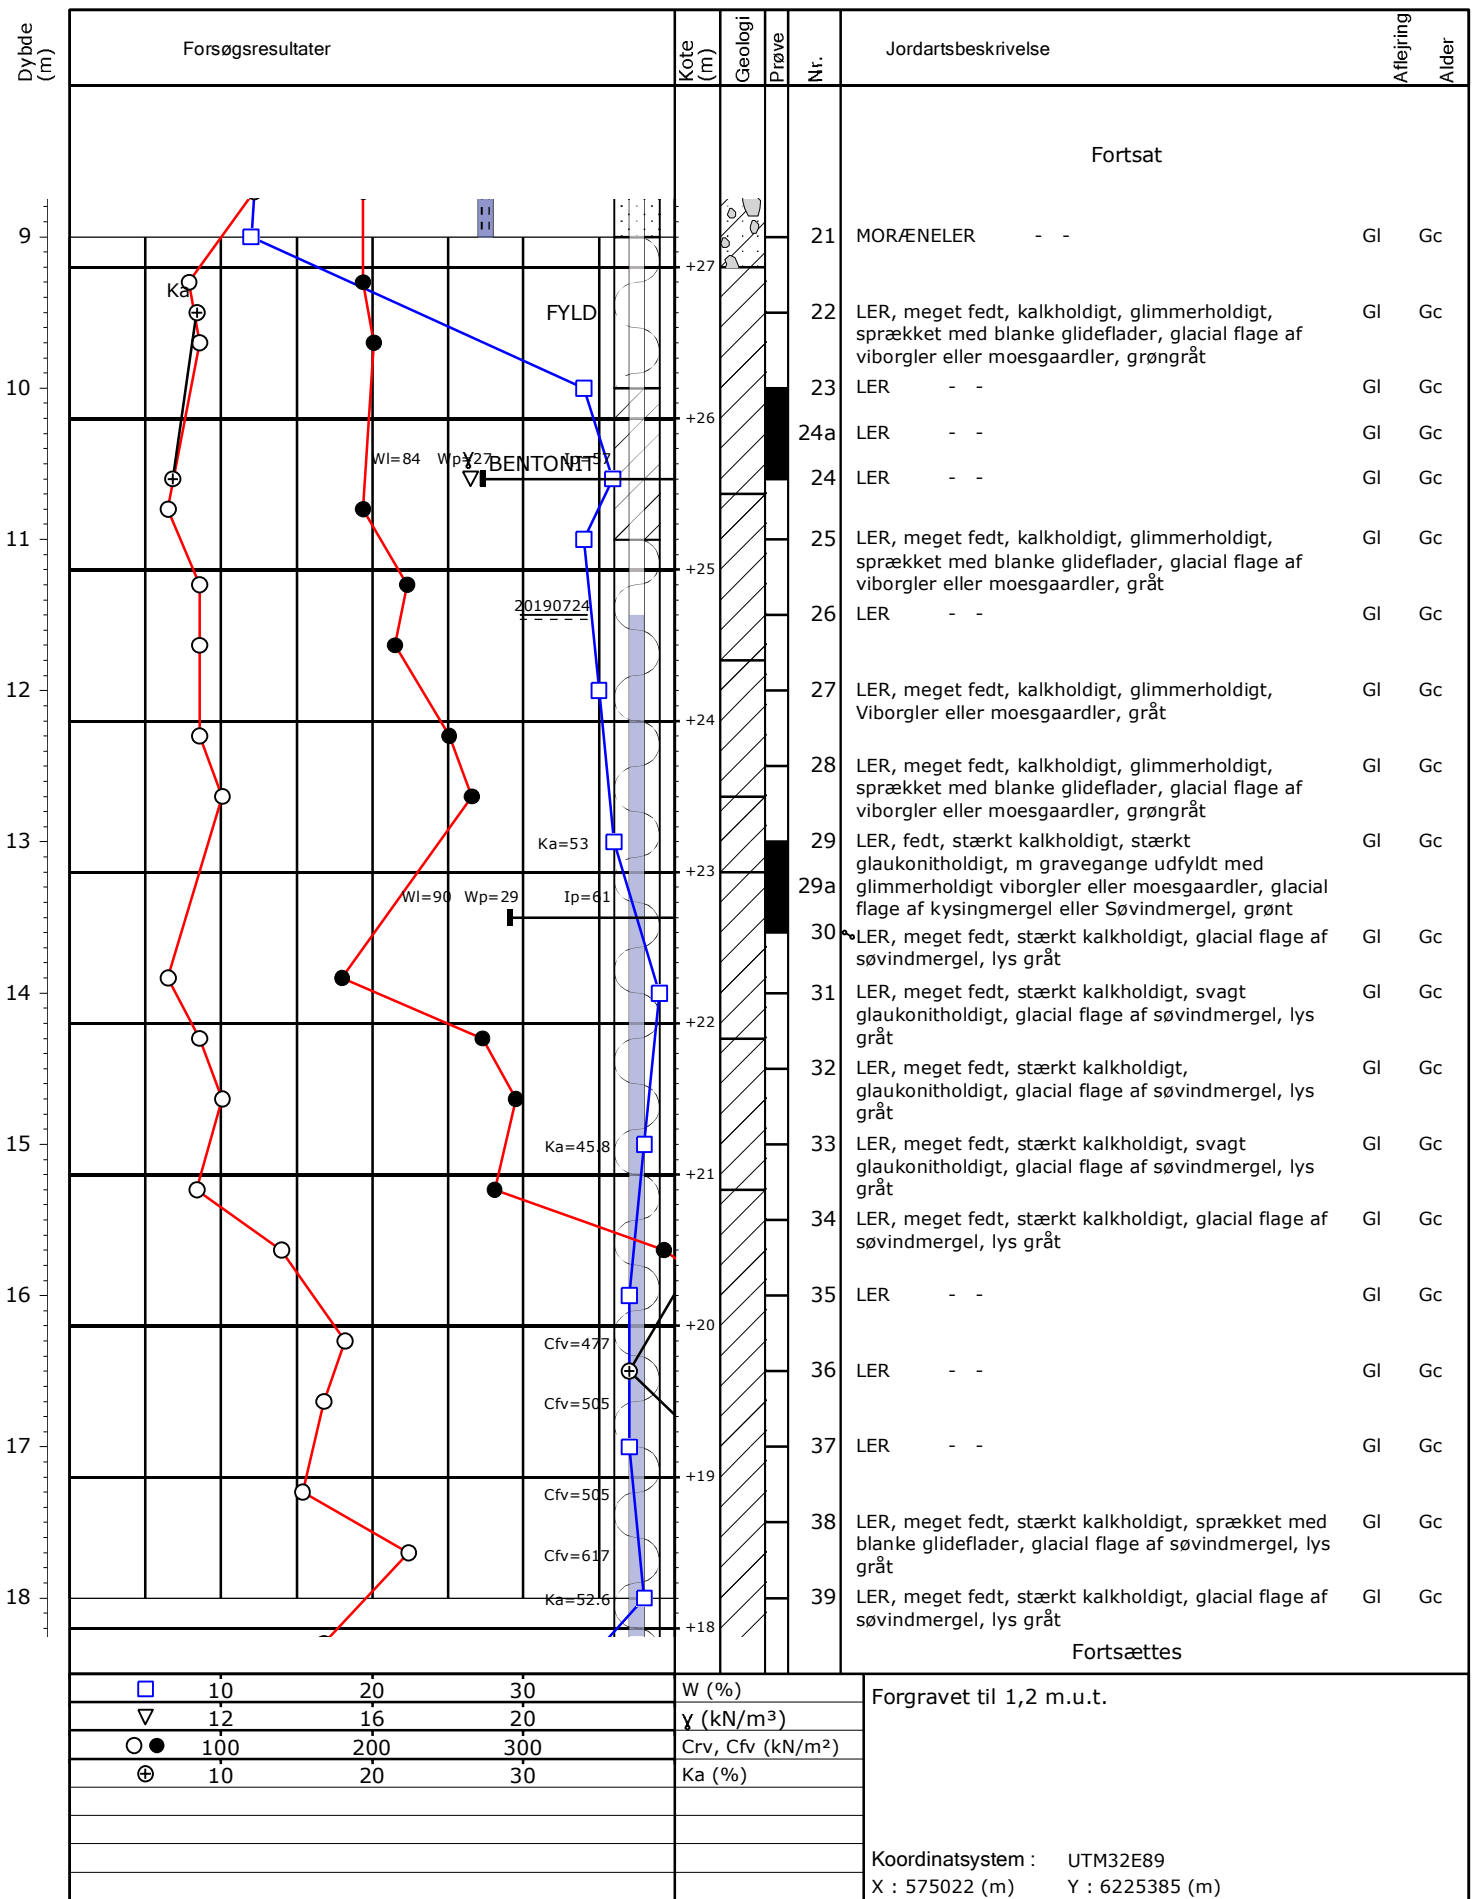 Dybde (m)
Forsøgsresultater
Kote (m)
Geologi
Prøve
Nr.
Jordartsbeskrivelse
Aflejring
Alder
Fortsat
9
21 MORÆNELER - - Gl Gc
+27
Ka
FYLD
22 LER, meget fedt, kalkholdigt, glimmerholdigt, Gl Gc
sprækket med blanke glideflader, glacial flage af
viborgler eller moesgaardler, grøngråt
10
23 LER - - Gl Gc
+26
24a LER - - Gl Gc
Wl=84 Wp=27 Ip=57
γ
BENTONIT
24 LER - - Gl Gc
11
25 LER, meget fedt, kalkholdigt, glimmerholdigt, Gl Gc
sprækket med blanke glideflader, glacial flage af
viborgler eller moesgaardler, gråt
+25
20190724
26 LER - - Gl Gc
12
27 LER, meget fedt, kalkholdigt, glimmerholdigt, Gl Gc
Viborgler eller moesgaardler, gråt
+24
28 LER, meget fedt, kalkholdigt, glimmerholdigt, Gl Gc
sprækket med blanke glideflader, glacial flage af
viborgler eller moesgaardler, grøngråt
13
Ka=53
29 LER, fedt, stærkt kalkholdigt, stærkt Gl Gc
glaukonitholdigt, m gravegange udfyldt med
+23
29a glimmerholdigt viborgler eller moesgaardler, glacial
flage af kysingmergel eller Søvindmergel, grønt
Wl=90 Wp=29 Ip=61
30 LER, meget fedt, stærkt kalkholdigt, glacial flage af Gl Gc
søvindmergel, lys gråt
14
31 LER, meget fedt, stærkt kalkholdigt, svagt Gl Gc
glaukonitholdigt, glacial flage af søvindmergel, lys
gråt
+22
32 LER, meget fedt, stærkt kalkholdigt, Gl Gc
glaukonitholdigt, glacial flage af søvindmergel, lys
gråt
15
Ka=45.8
33 LER, meget fedt, stærkt kalkholdigt, svagt Gl Gc
glaukonitholdigt, glacial flage af søvindmergel, lys
gråt
+21
34 LER, meget fedt, stærkt kalkholdigt, glacial flage af Gl Gc
søvindmergel, lys gråt
16
35 LER - - Gl Gc
+20
Cfv=477
36 LER - - Gl Gc
Cfv=505
17
37 LER - - Gl Gc
+19
Cfv=505
38 LER, meget fedt, stærkt kalkholdigt, sprækket med Gl Gc
blanke glideflader, glacial flage af søvindmergel, lys
gråt
Cfv=617
18
Ka=52.6
39 LER, meget fedt, stærkt kalkholdigt, glacial flage af Gl Gc
søvindmergel, lys gråt
+18
Fortsættes
10 20 30 W (%)
12 16 20 γ (kN/m³)
100 200 300 Crv, Cfv (kN/m²)
10 20 30 Ka (%)
Forgravet til 1,2 m.u.t.
Koordinatsystem : UTM32E89
X : 575022 (m) Y : 6225385 (m)